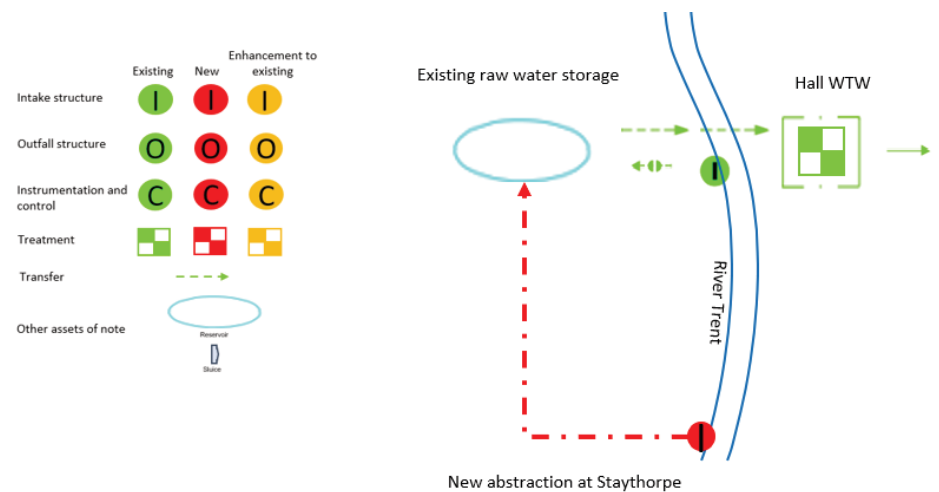 Existing
New
Enhancement to
existing
Intake structure
I
I
I
Outfall structure
O
O
O
Instrumentation and
control
C
C
C
Treatment
Transfer
Other assets of note
Reservoir
Sluice
Existing raw water storage
Hall WTW
I
River Trent
I
New abstraction at Staythorpe